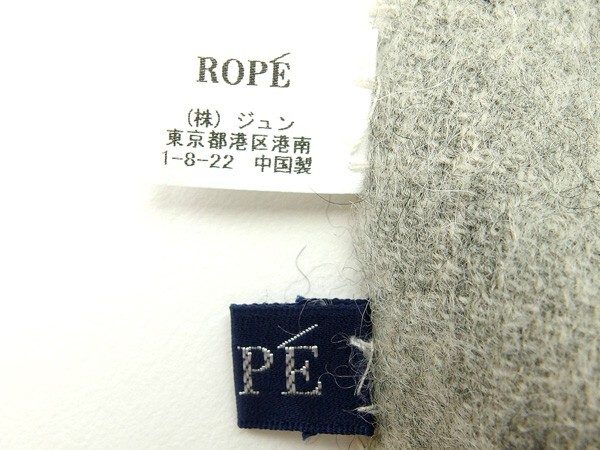 ROPÉ
(株) ジュン
東京都港区港南
1-8-22 中国製
PÉ